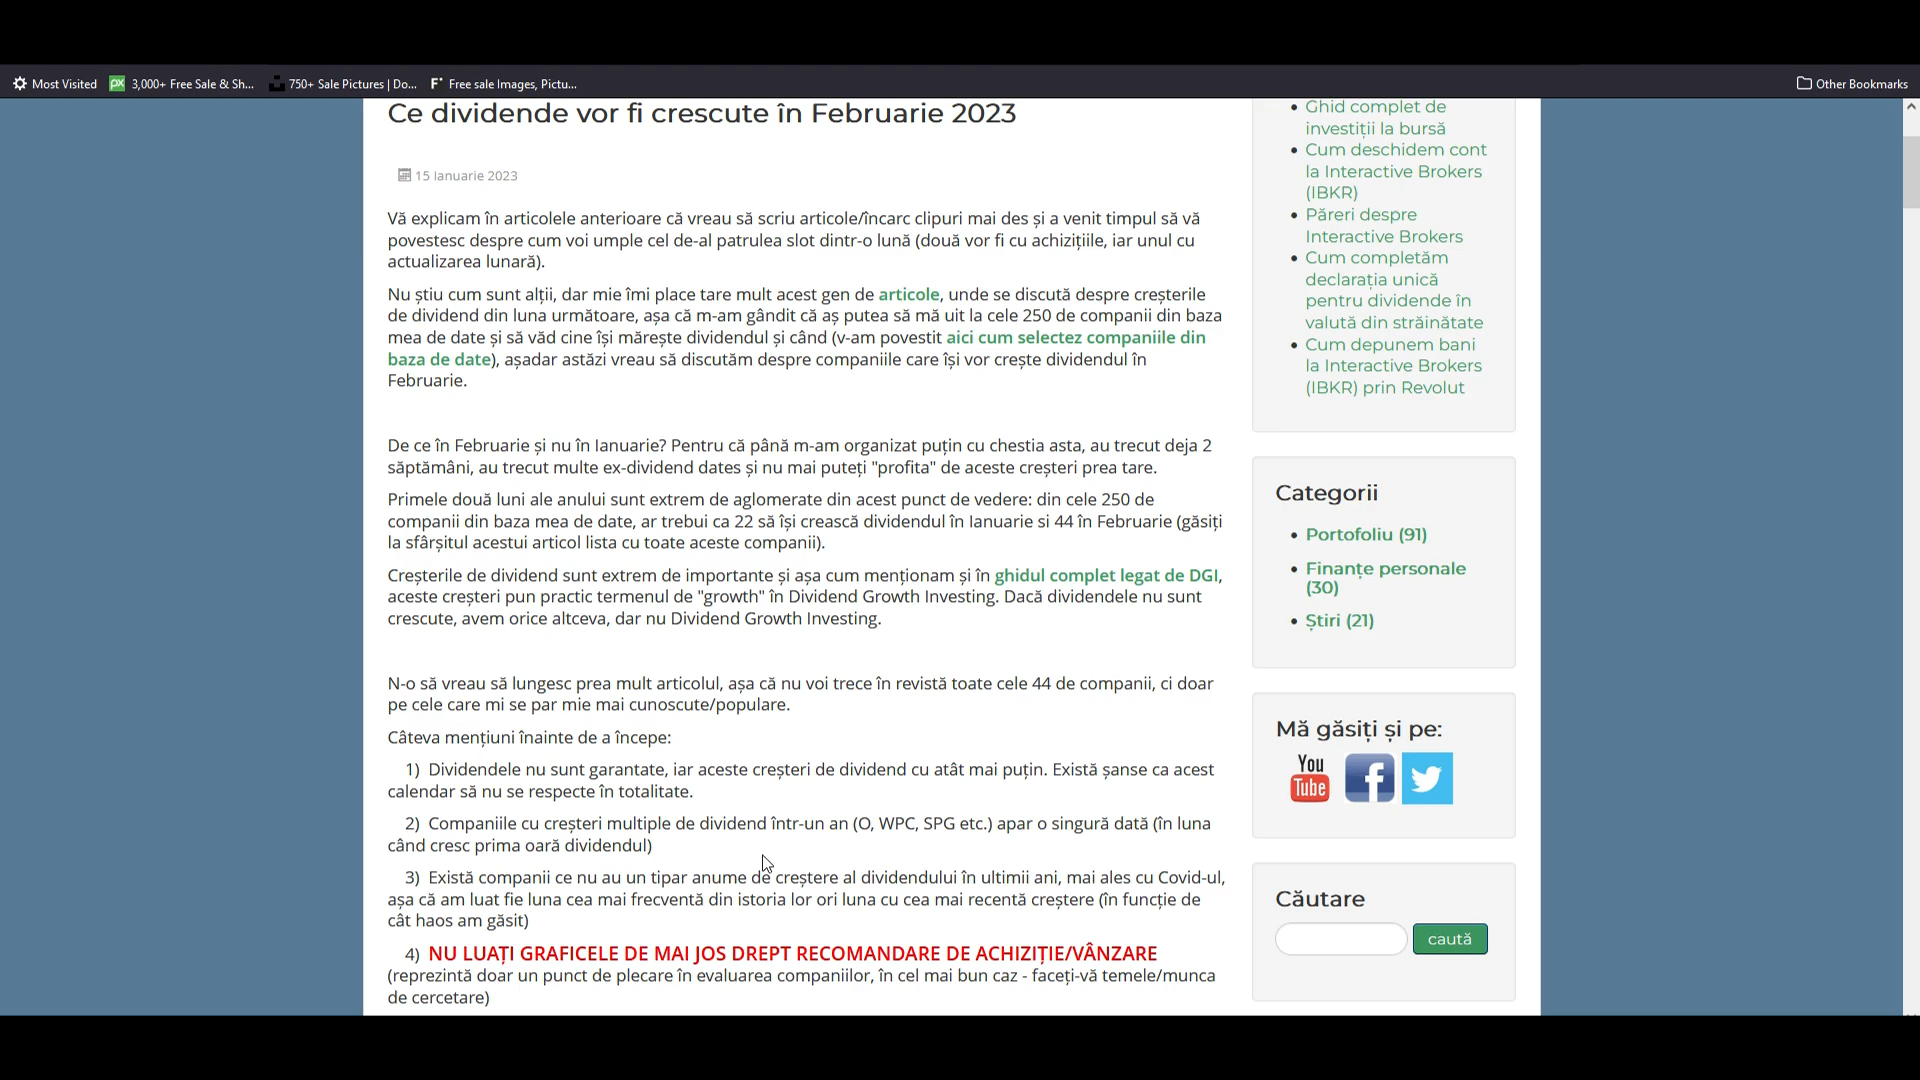 Most Visited
3,000+ Free Sale & Sh...
750+ Sale Pictures | Do...
Free sale Images, Pictu...
Other Bookmarks
Ce dividende vor fi crescute în Februarie 2023
15 Ianuarie 2023
Vă explicam în articolele anterioare că vreau să scriu articole/încarc clipuri mai des și a venit timpul să vă
povestesc despre cum voi umple cel de-al patrulea slot dintr-o lună (două vor fi cu achizițiile, iar unul cu
actualizarea lunară).
Nu știu cum sunt alții, dar mie îmi place tare mult acest gen de articole, unde se discută despre creșterile
de dividend din luna următoare, așa că m-am gândit că aș putea să mă uit la cele 250 de companii din baza
mea de date și să văd cine își mărește dividendul și când (v-am povestit aici cum selectez companiile din
baza de date), așadar astăzi vreau să discutăm despre companiile care își vor crește dividendul în
Februarie.
De ce în Februarie și nu în Ianuarie? Pentru că până m-am organizat puțin cu chestia asta, au trecut deja 2
săptămâni, au trecut multe ex-dividend dates și nu mai puteți "profita" de aceste creșteri prea tare.
Primele două luni ale anului sunt extrem de aglomerate din acest punct de vedere: din cele 250 de
companii din baza mea de date, ar trebui ca 22 să își crească dividendul în Ianuarie si 44 în Februarie (găsiți
la sfârșitul acestui articol lista cu toate aceste companii).
Creșterile de dividend sunt extrem de importante și așa cum menționam și în ghidul complet legat de DGI,
aceste creșteri pun practic termenul de "growth" în Dividend Growth Investing. Dacă dividendele nu sunt
crescute, avem orice altceva, dar nu Dividend Growth Investing.
N-o să vreau să lungesc prea mult articolul, așa că nu voi trece în revistă toate cele 44 de companii, ci doar
pe cele care mi se par mie mai cunoscute/populare.
Câteva mențiuni înainte de a începe:
1) Dividendele nu sunt garantate, iar aceste creșteri de dividend cu atât mai puțin. Există șanse ca acest
calendar să nu se respecte în totalitate.
2) Companiile cu creșteri multiple de dividend într-un an (O, WPC, SPG etc.) apar o singură dată (în luna
când cresc prima oară dividendul)
3) Există companii ce nu au un tipar anume de creștere al dividendului în ultimii ani, mai ales cu Covid-ul,
așa că am luat fie luna cea mai frecventă din istoria lor ori luna cu cea mai recentă creștere (în funcție de
cât haos am găsit)
4) NU LUAȚI GRAFICELE DE MAI JOS DREPT RECOMANDARE DE ACHIZIȚIE/VÂNZARE
(reprezintă doar un punct de plecare în evaluarea companiilor, în cel mai bun caz - faceți-vă temele/munca
de cercetare)
Ghid complet de
investiții la bursă
Cum deschidem cont
la Interactive Brokers
(IBKR)
Păreri despre
Interactive Brokers
Cum completăm
declarația unică
pentru dividende în
valută din străinătate
Cum depunem bani
la Interactive Brokers
(IBKR) prin Revolut
Categorii
Portofoliu (91)
Finanțe personale
(30)
Știri (21)
Mă găsiți și pe:
You
Tube
Căutare
caută